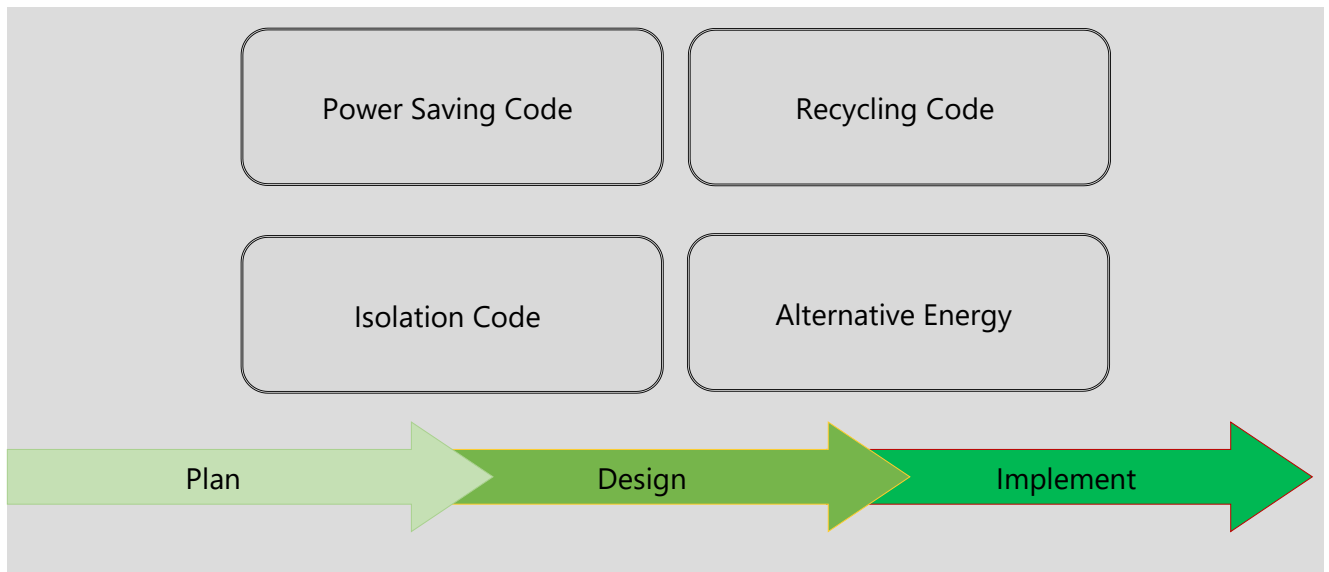 Power Saving Code
Recycling Code
Isolation Code
Alternative Energy
Plan
Design
Implement